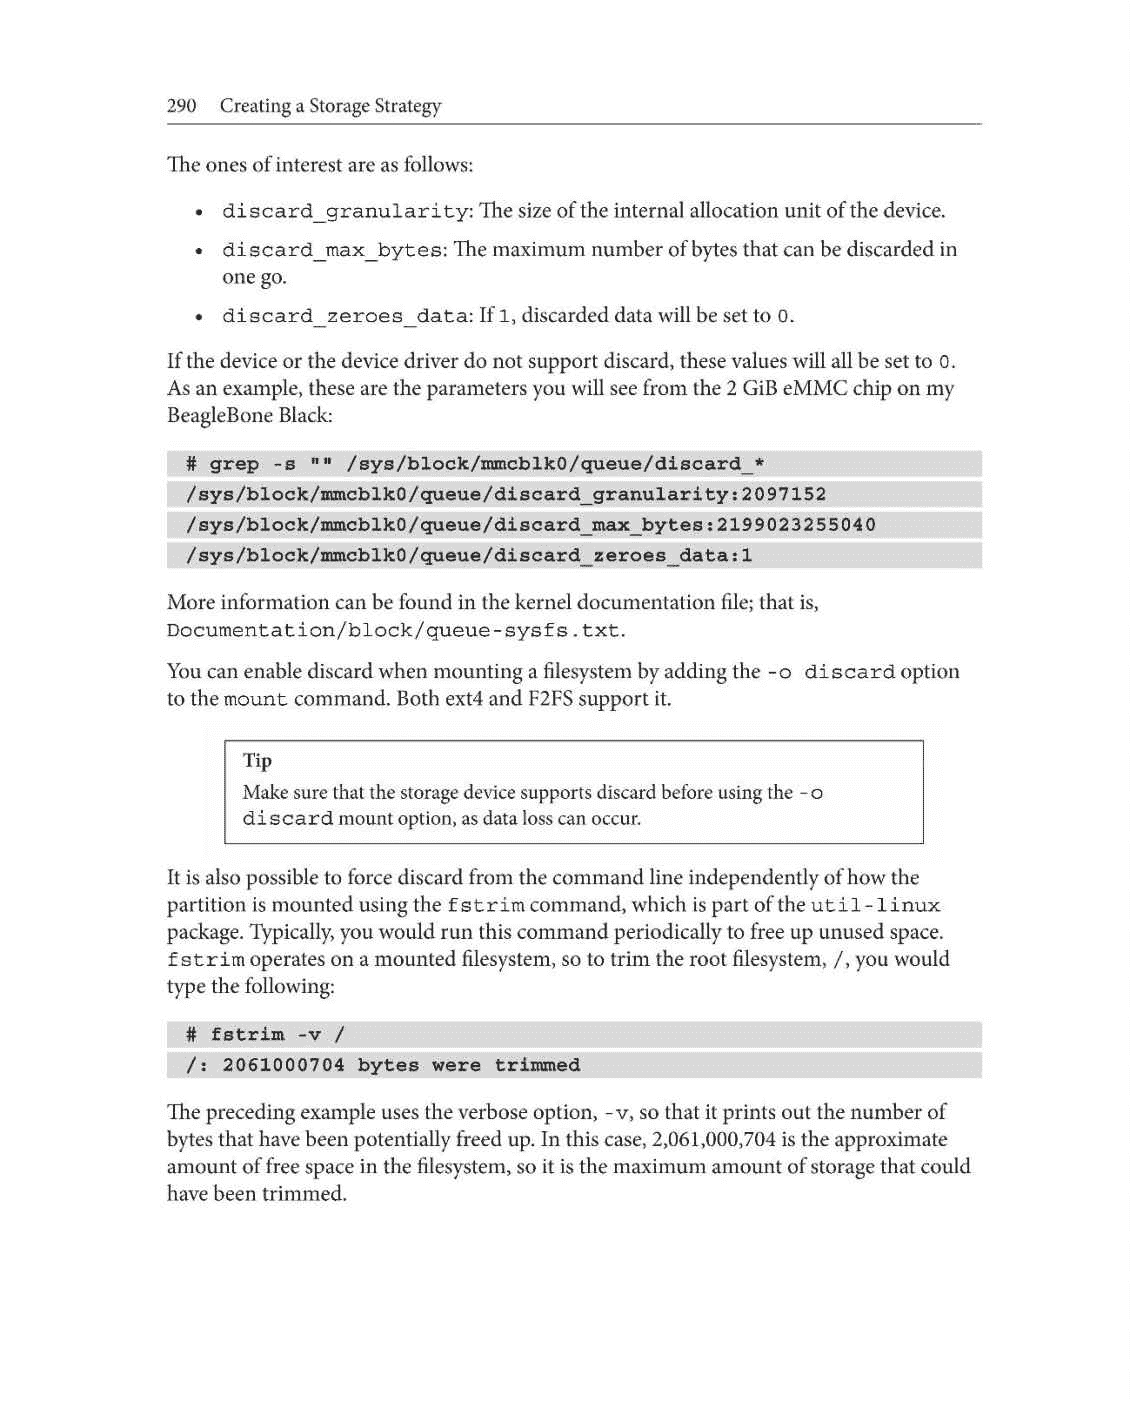 290 Creating a Storage Strategy
The ones of interest are as follows:
• discard_granularity: The size of the internal allocation unit of the device.
• discard_max_bytes: The maximum number of bytes that can be discarded in
one go.
• discard_zeroes_data: If 1, discarded data will be set to 0.
If the device or the device driver do not support discard, these values will all be set to 0.
As an example, these are the parameters you will see from the 2 GiB eMMC chip on my
BeagleBone Black:
# grep -s "" /sys/block/mmcblk0/queue/discard_*
/sys/block/mmcblk0/queue/discard_granularity:2097152
/sys/block/mmcblk0/queue/discard_max_bytes:2199023255040
/sys/block/mmcblk0/queue/discard_zeroes_data:1
More information can be found in the kernel documentation file; that is,
Documentation/block/queue-sysfs.txt.
You can enable discard when mounting a filesystem by adding the -o discard option
to the mount command. Both ext4 and F2FS support it.
Tip
Make sure that the storage device supports discard before using the -o
discard mount option, as data loss can occur.
It is also possible to force discard from the command line independently of how the
partition is mounted using the fstrim command, which is part of the util-linux
package. Typically, you would run this command periodically to free up unused space.
fstrim operates on a mounted filesystem, so to trim the root filesystem, /, you would
type the following:
# fstrim -v /
/: 2061000704 bytes were trimmed
The preceding example uses the verbose option, -v, so that it prints out the number of
bytes that have been potentially freed up. In this case, 2,061,000,704 is the approximate
amount of free space in the filesystem, so it is the maximum amount of storage that could
have been trimmed.